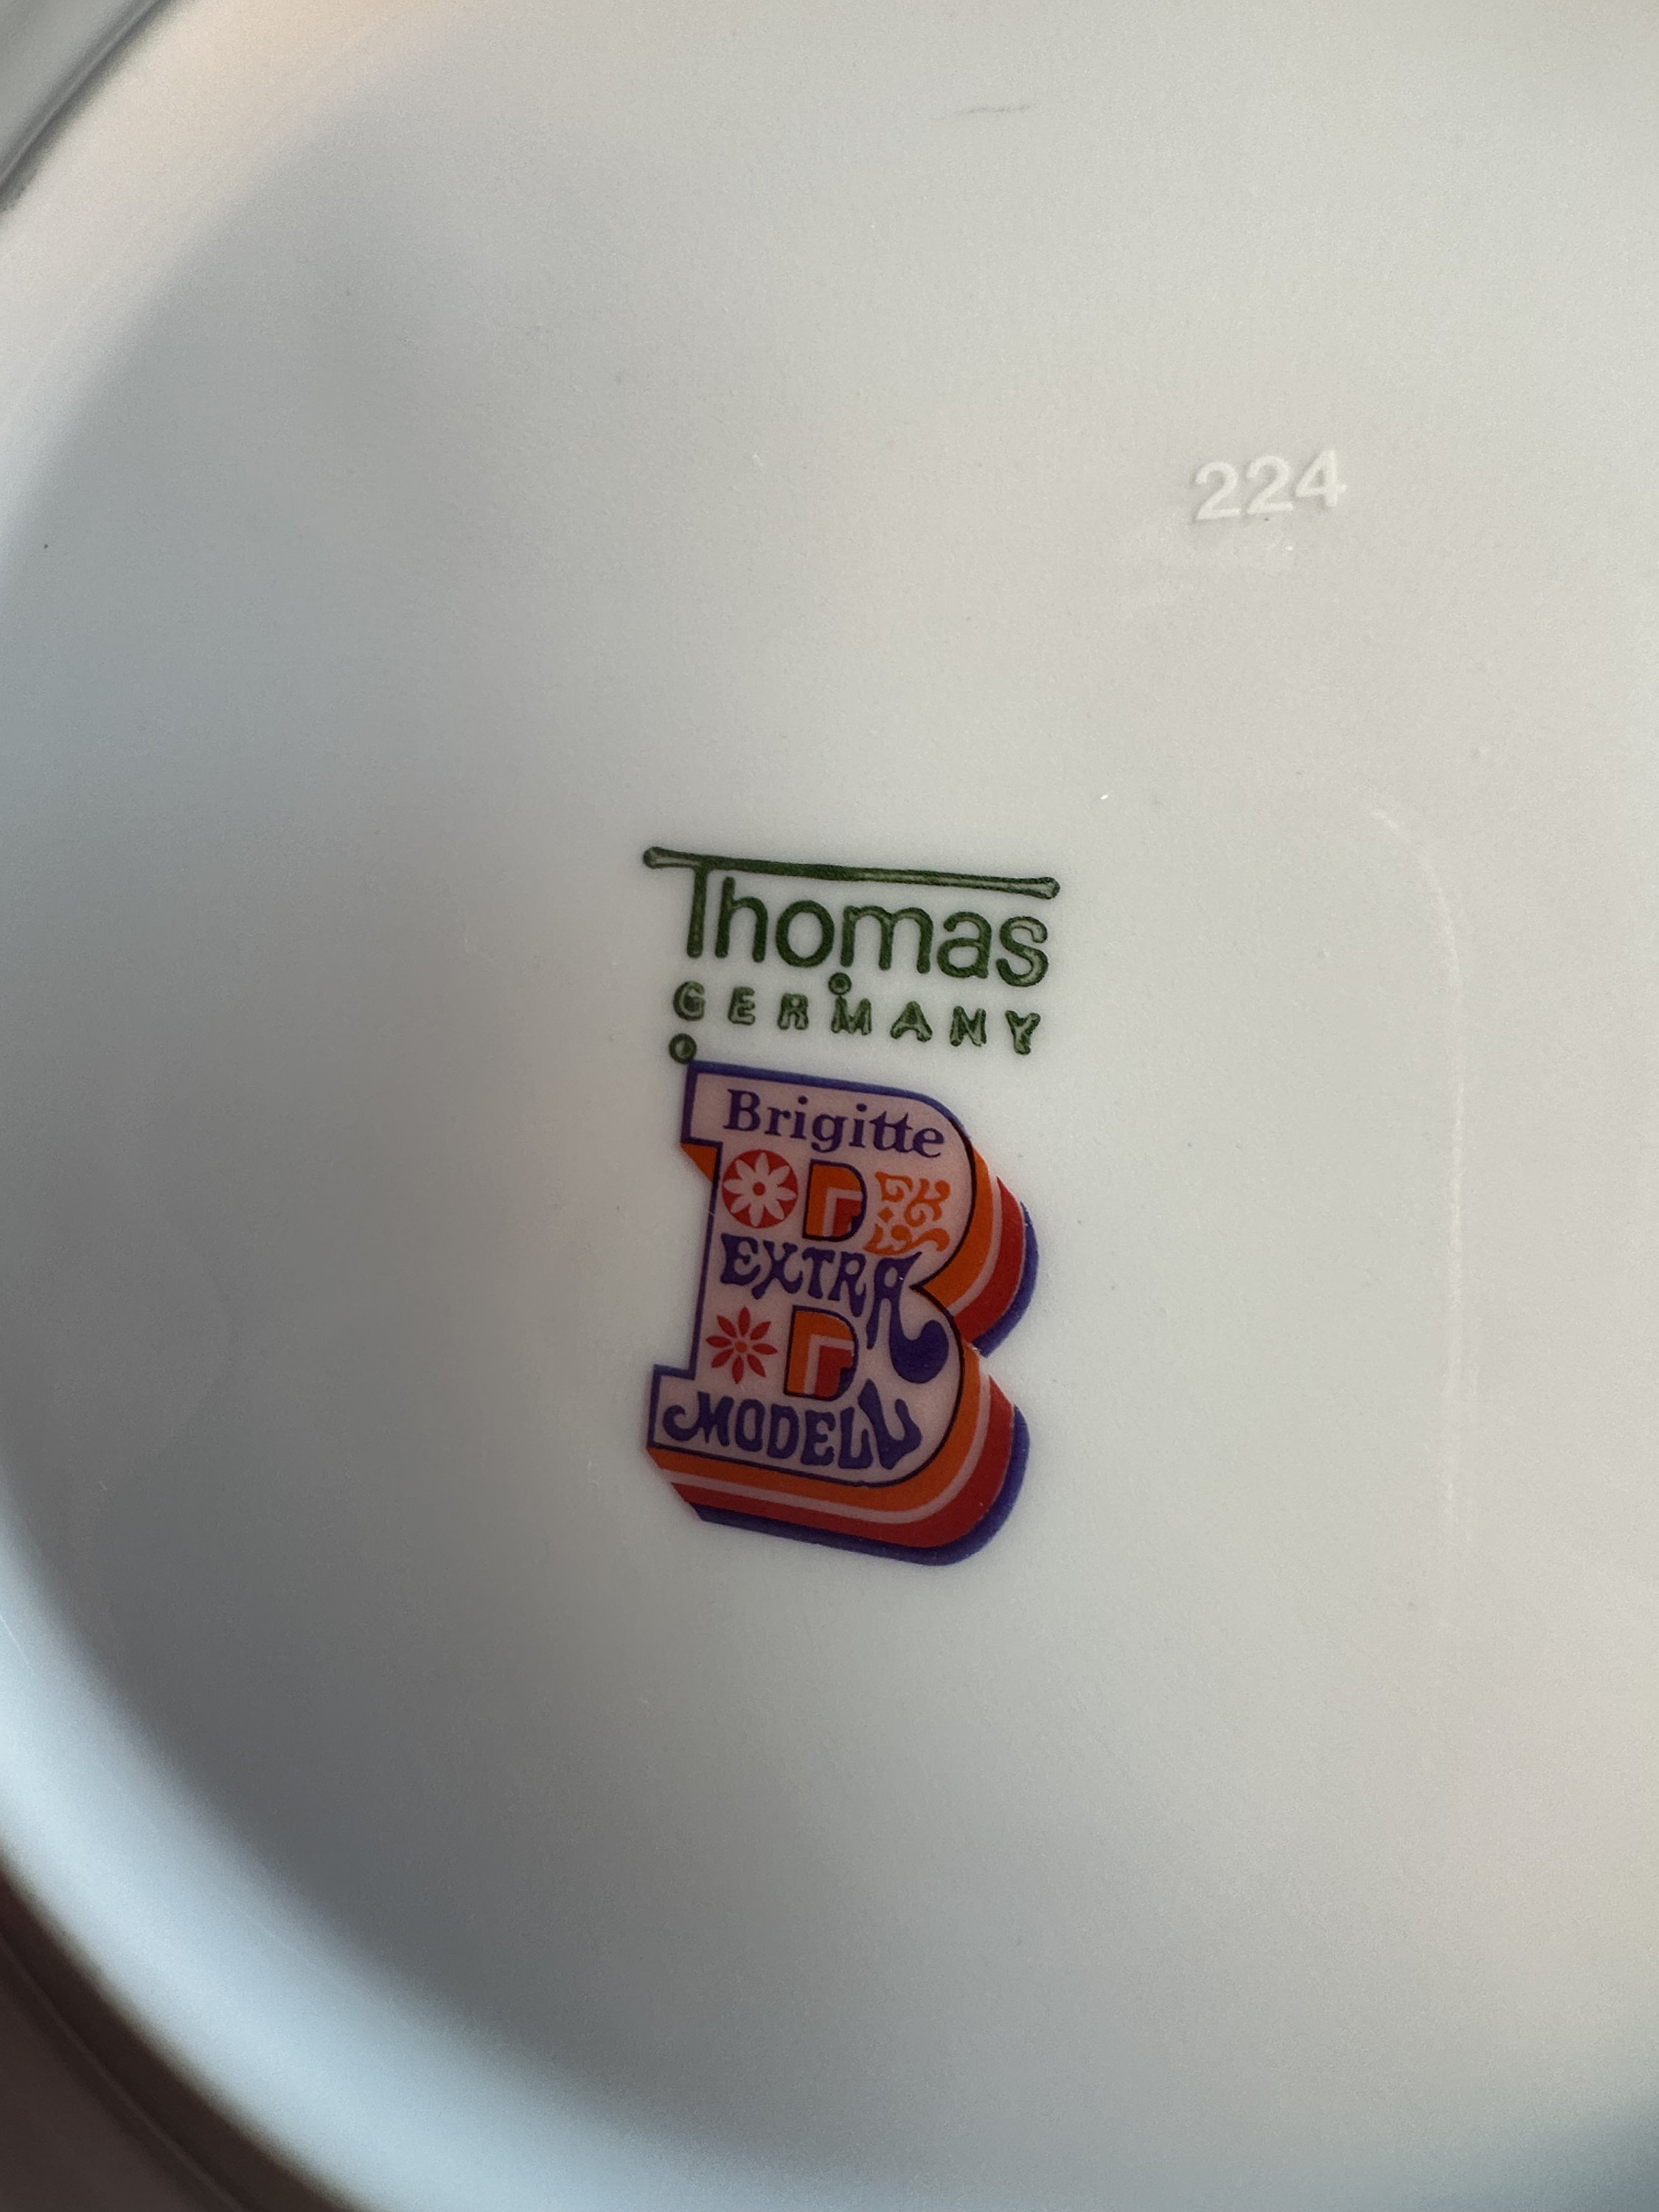 224
Thomas
GERMANY
Brigitte
EXTRA
MODELL